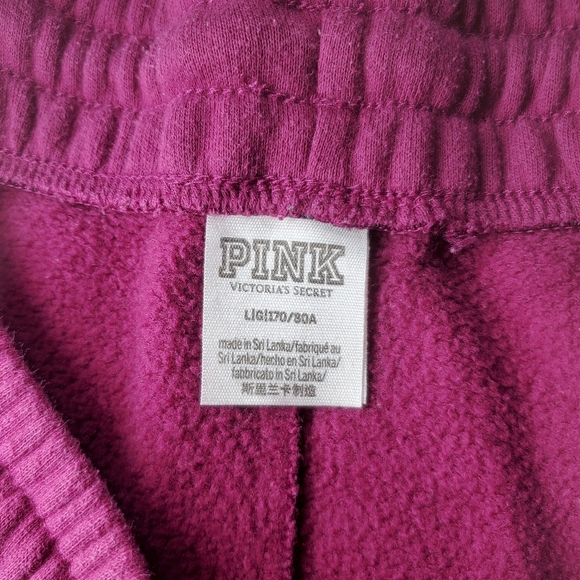 PINK
VICTORIA'S SECRET
L|G|170/80A
made in Sri Lanka/fabriqué au
Sri Lanka/hecho en Sri Lanka/
fabbricato in Sri Lanka/
斯里兰卡制造